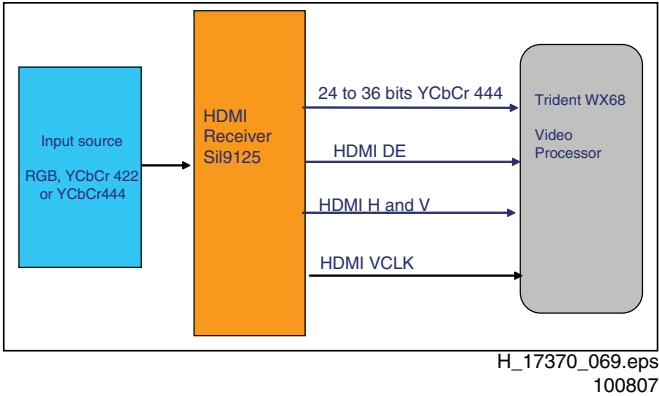 Input source
RGB, YCbCr 422
or YCbCr444
HDMI
Receiver
Sil9125
24 to 36 bits YCbCr 444
HDMI DE
HDMI H and V
HDMI VCLK
Trident WX68
Video
Processor
H_17370_069.eps
100807